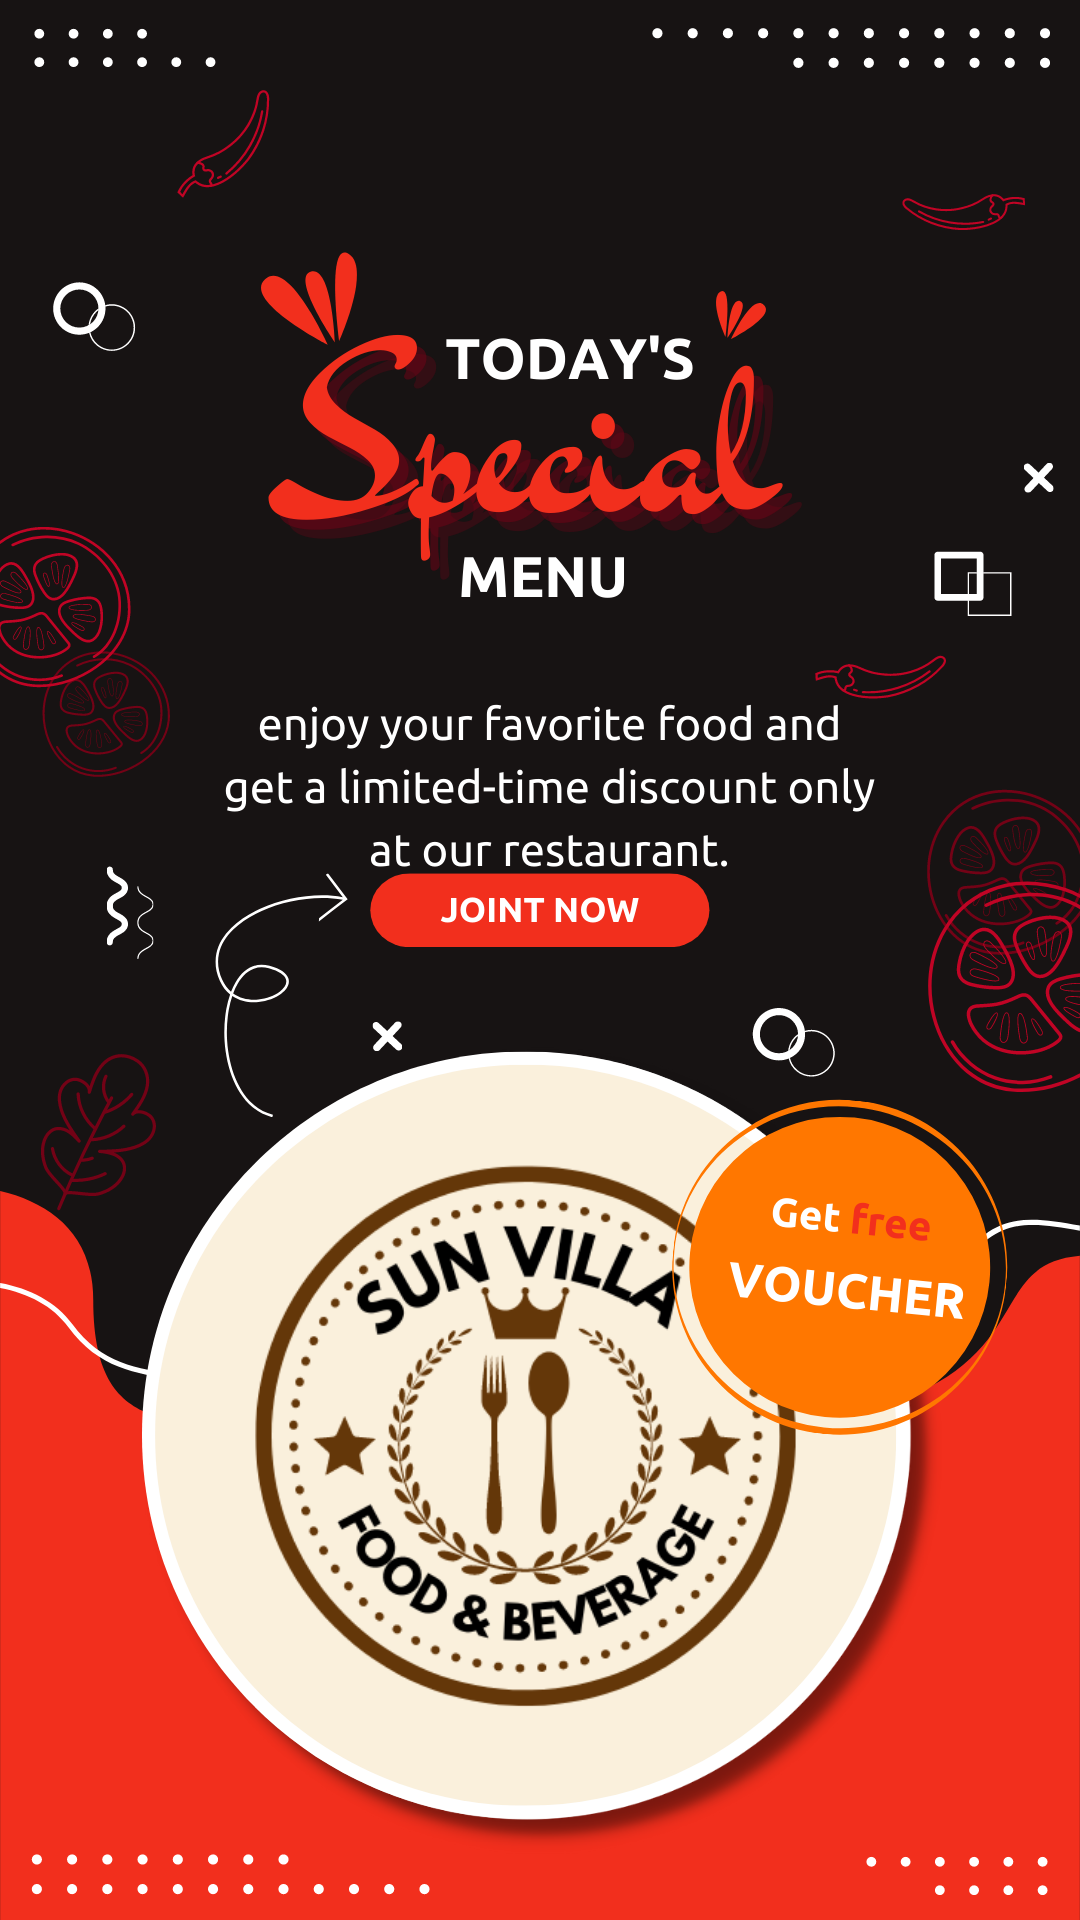 TODAY'S
Special
MENU
enjoy your favorite food and
get a limited-time discount only
at our restaurant.
JOINT NOW
Get free
VOUCHER
SUN VILLA
FOOD & BEVERAGE